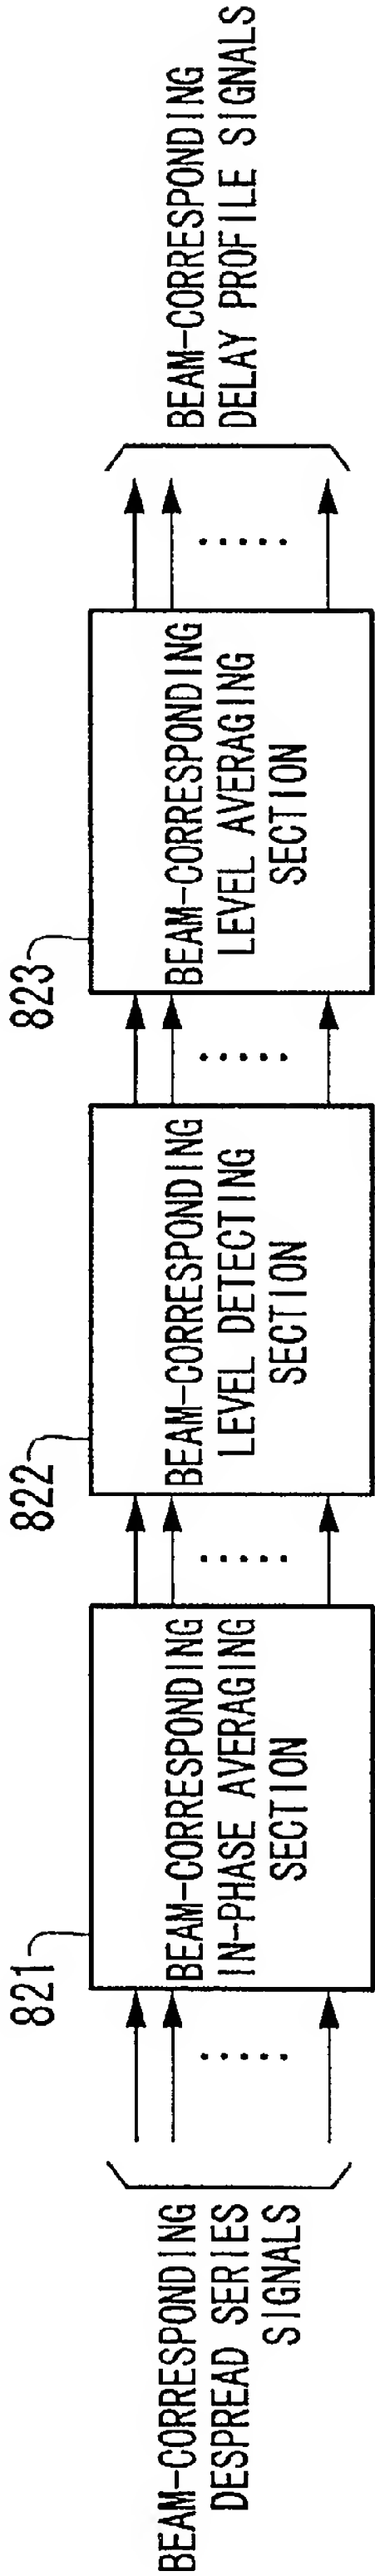 BEAM-CORRESPONDING
DESPREAD SERIES
SIGNALS
821
BEAM-CORRESPONDING
IN-PHASE AVERAGING
SECTION
822
BEAM-CORRESPONDING
LEVEL DETECTING
SECTION
823
BEAM-CORRESPONDING
LEVEL AVERAGING
SECTION
BEAM-CORRESPONDING
DELAY PROFILE SIGNALS